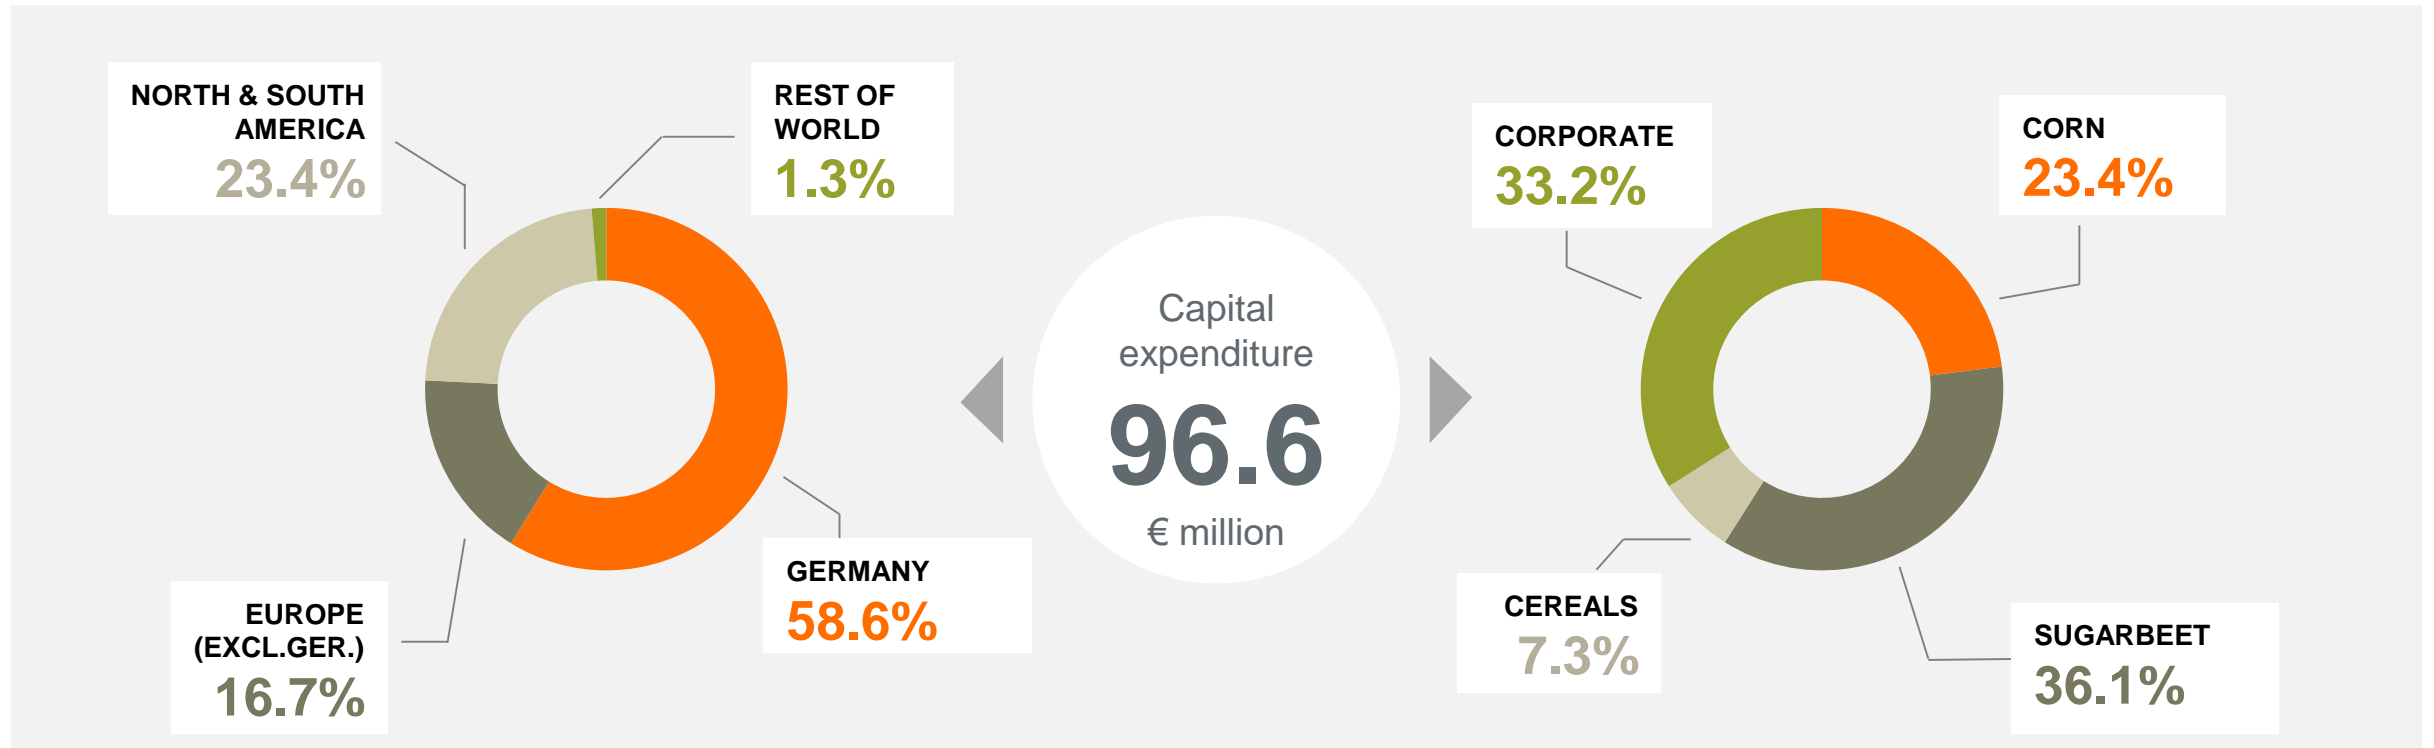 NORTH & SOUTH
AMERICA
23.4%
REST OF
WORLD
1.3%
EUROPE
(EXCL.GER.)
16.7%
GERMANY
58.6%
Capital
expenditure
96.6
€ million
CORPORATE
33.2%
CORN
23.4%
CEREALS
7.3%
SUGARBEET
36.1%